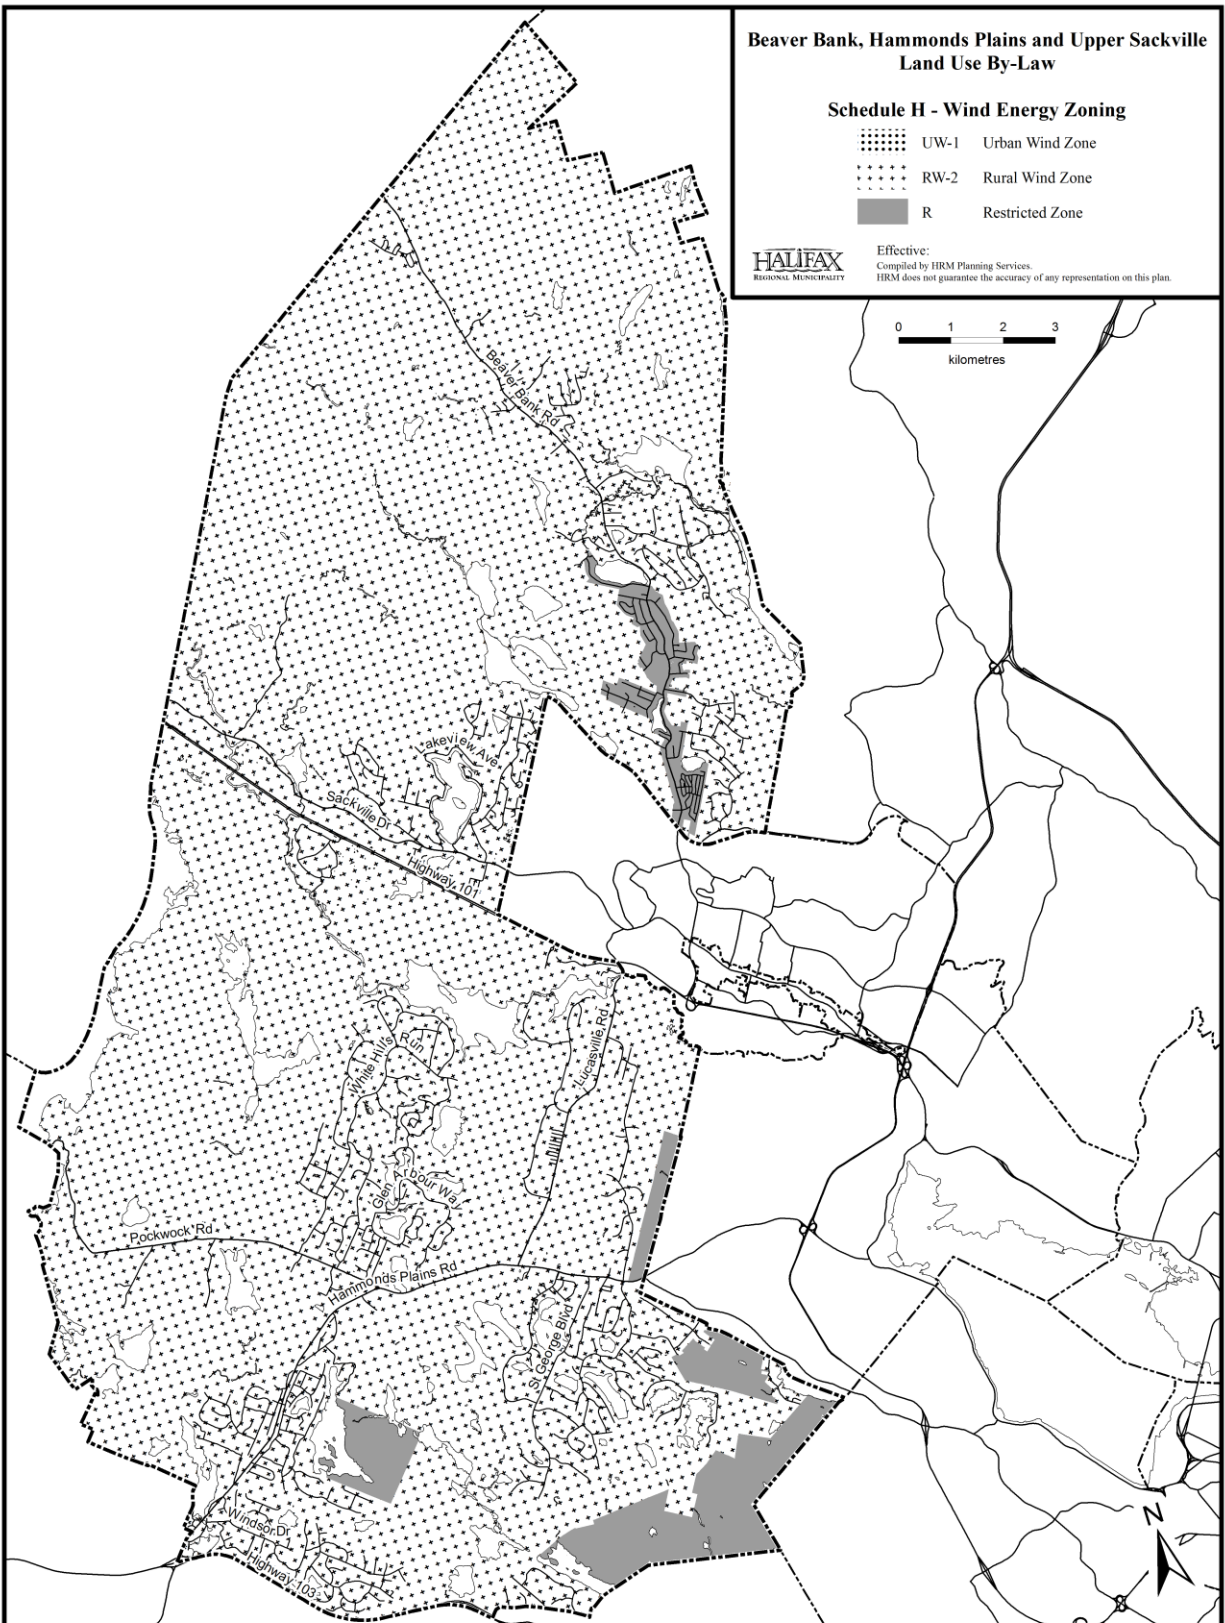 Beaver Bank, Hammonds Plains and Upper Sackville
Land Use By-Law
Schedule H - Wind Energy Zoning
UW-1 Urban Wind Zone
RW-2 Rural Wind Zone
R Restricted Zone
HALIFAX
REGIONAL MUNICIPALITY
Effective:
Compiled by HRM Planning Services.
HRM does not guarantee the accuracy of any representation on this plan.
0 1 2 3
kilometres
Beaver Bank Rd
Lakeview Ave
Sackville Dr
Highway 101
White Hills Run
Lucasville Rd
Glen Arbour Way
Pockwock Rd
Hammonds Plains Rd
St George Blvd
Windsor Dr
Highway 103
N